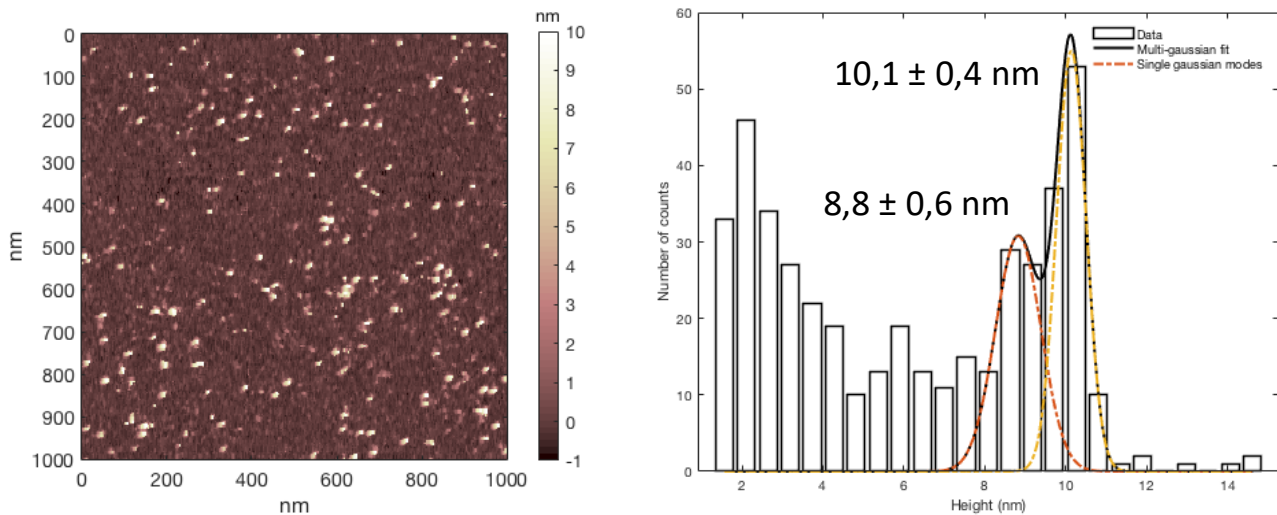 nm
0
100
200
300
400
500
600
700
800
900
1000
nm
0 200 400 600 800 1000
nm
10
9
8
7
6
5
4
3
2
1
0
-1
60
50
40
30
20
10
0
Number of counts
2 4 6 8 10 12 14
Height (nm)
Data
Multi-gaussian fit
Single gaussian modes
10,1 ± 0,4 nm
8,8 ± 0,6 nm